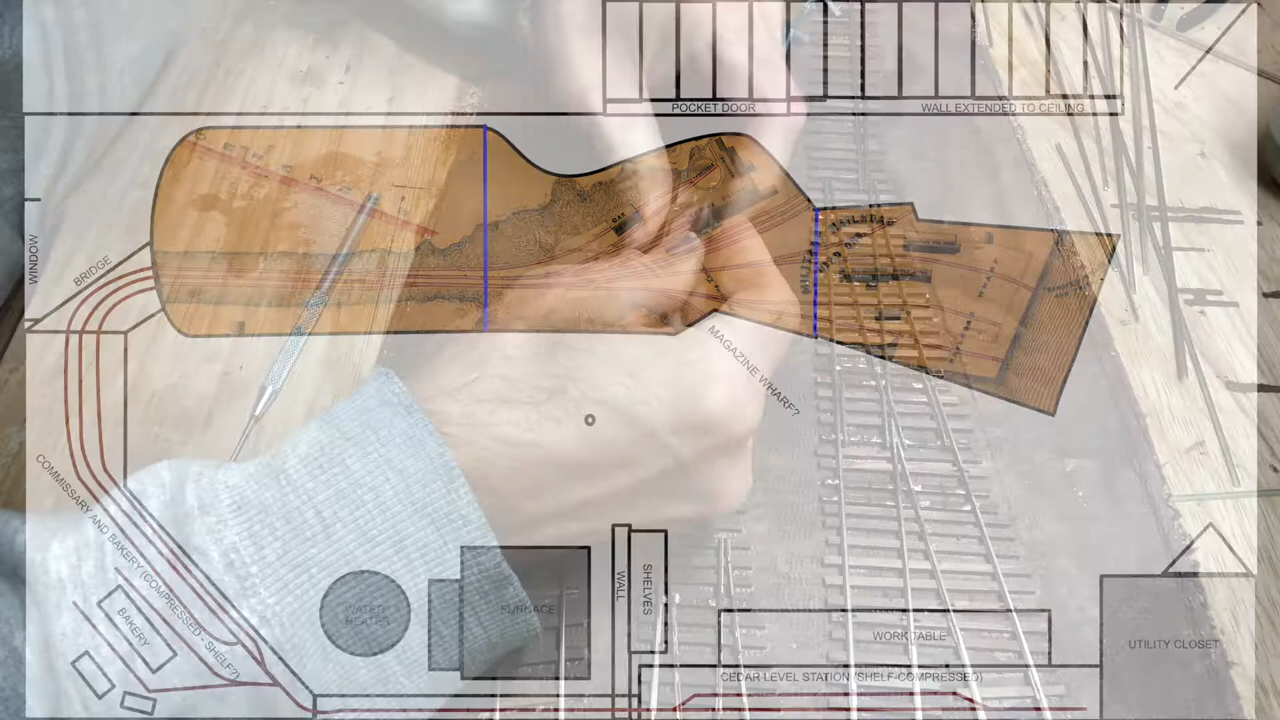 POCKET DOOR
WALL EXTENDED TO CEILING
WINDOW
BRIDGE
MAGAZINE WHARF?
COMMISSARY AND BAKERY (COMPRESSED - SHELF?)
BAKERY
WATER
HEATER
FURNACE
WALL
SHELVES
WORK TABLE
UTILITY CLOSET
CEDAR LEVEL STATION (SHELF-COMPRESSED)